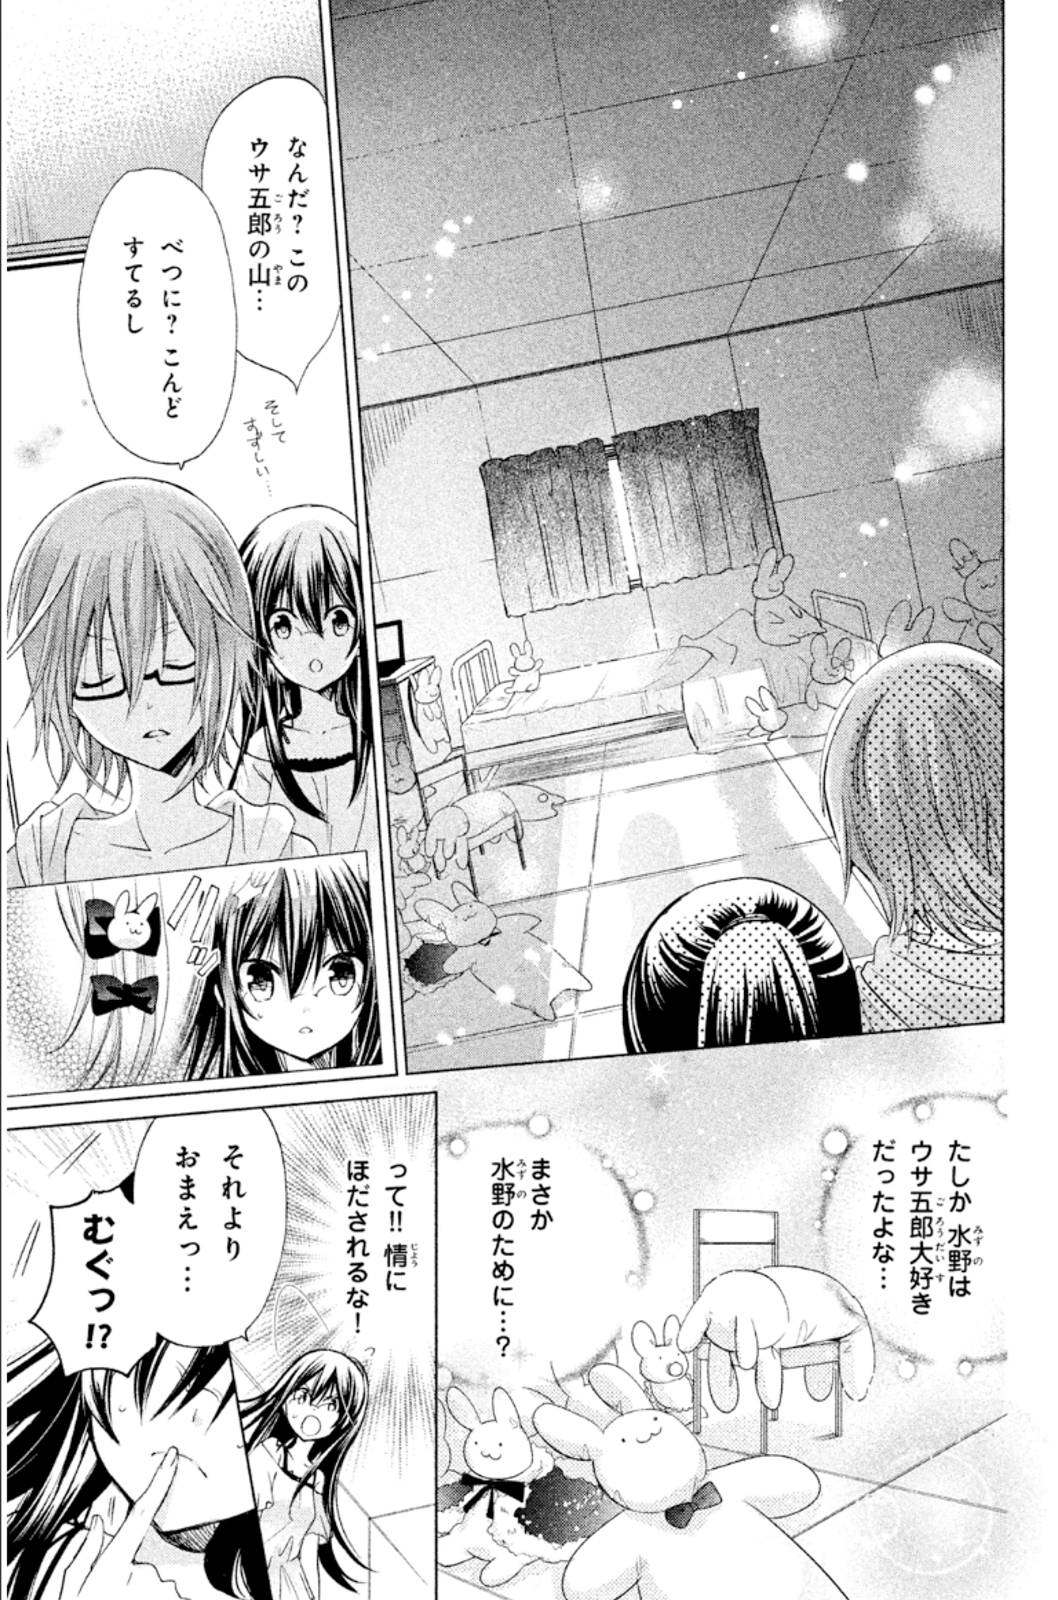 なんだ？この
ウサ五郎の山…
べつに？こんど
すてるし
そして
すずしい…
たしか 水野は
ウサ五郎大好き
だったよな…
まさか
水野のために…？
って!! 情に
ほだされるな！
それより
おまえっ…
むぐっ!?